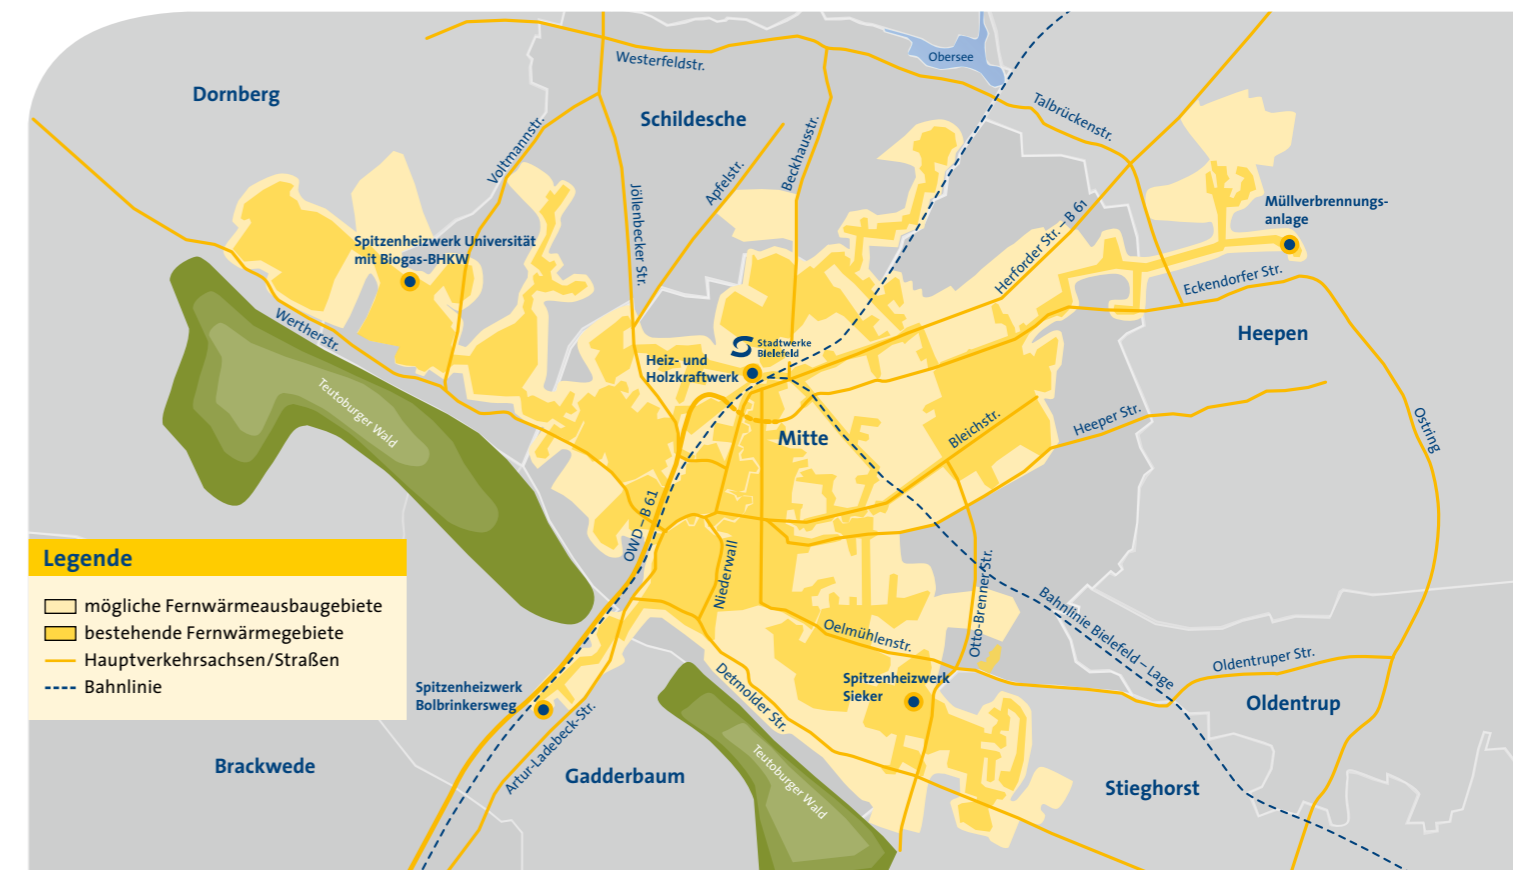 Obersee
Westerfeldstr.
Dornberg
Talbrückenstr.
Schildesche
Voltmannstr.
Beckhausstr.
Apfelstr.
Jöllenbecker Str.
Müllverbrennungs-
anlage
Herforder Str. – B 61
Spitzenheizwerk Universität
mit Biogas-BHKW
Eckendorfer Str.
Wertherstr.
Heepen
Stadtwerke
Bielefeld
Heiz- und
Holzkraftwerk
Teutoburger Wald
Mitte
Bleichstr.
Heeper Str.
Ostring
OWD – B 61
Niederwall
Legende
mögliche Fernwärmeausbaugebiete
bestehende Fernwärmegebiete
Hauptverkehrsachsen/Straßen
Bahnlinie
Otto-Brenner Str.
Bahnlinie Bielefeld – Lage
Oelmühlenstr.
Oldentruper Str.
Spitzenheizwerk
Sieker
Spitzenheizwerk
Bolbrinkersweg
Detmolder Str.
Oldentrup
Artur-Ladebeck-Str.
Brackwede
Gadderbaum
Teutoburger Wald
Stieghorst